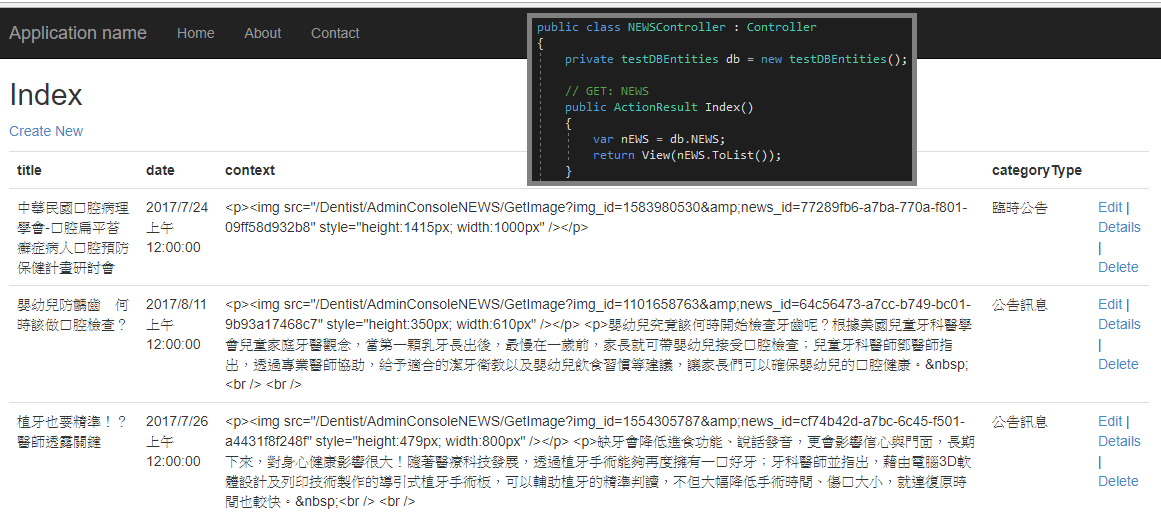 Application name Home About Contact
public class NEWSController : Controller
{
private testDBEntities db = new testDBEntities();
// GET: NEWS
public ActionResult Index()
{
var nEWS = db.NEWS;
return View(nEWS.ToList());
}
Index
Create New
title date context categoryType
中華民國口腔病理
學會-口腔扁平苔
癬症病人口腔預防
保健計畫研討會
2017/7/24
上午
12:00:00
<p><img src="/Dentist/AdminConsoleNEWS/GetImage?img_id=1583980530&amp;news_id=77289fb6-a7ba-770a-f801-
09ff58d932b8" style="height:1415px; width:1000px" /></p>
臨時公告
Edit |
Details
|
Delete
嬰幼兒防齲齒　何
時該做口腔檢查？
2017/8/11
上午
12:00:00
<p><img src="/Dentist/AdminConsoleNEWS/GetImage?img_id=1101658763&amp;news_id=64c56473-a7cc-b749-bc01-
9b93a17468c7" style="height:350px; width:610px" /></p> <p>嬰幼兒究竟該何時開始檢查牙齒呢？根據美國兒童牙科醫學
會兒童家庭牙醫觀念，當第一顆乳牙長出後，最慢在一歲前，家長就可帶嬰幼兒接受口腔檢查；兒童牙科醫師鄧醫師指
出，透過專業醫師協助，給予適合的潔牙衛教以及嬰幼兒飲食習慣等建議，讓家長們可以確保嬰幼兒的口腔健康。&nbsp;
<br /> <br />
公告訊息
Edit |
Details
|
Delete
植牙也要精準！？
醫師透露關鍵
2017/7/26
上午
12:00:00
<p><img src="/Dentist/AdminConsoleNEWS/GetImage?img_id=1554305787&amp;news_id=cf74b42d-a7bc-6c45-f501-
a4431f8f248f" style="height:479px; width:800px" /></p> <p>缺牙會降低進食功能、說話發音，更會影響信心與門面，長期
下來，對身心健康影響很大！隨著醫療科技發展，透過植牙手術能夠再度擁有一口好牙；牙科醫師並指出，藉由電腦3D軟
體設計及列印技術製作的導引式植牙手術板，可以輔助植牙的精準判讀，不但大幅降低手術時間、傷口大小，就連復原時
間也較快。&nbsp;<br /> <br />
公告訊息
Edit |
Details
|
Delete